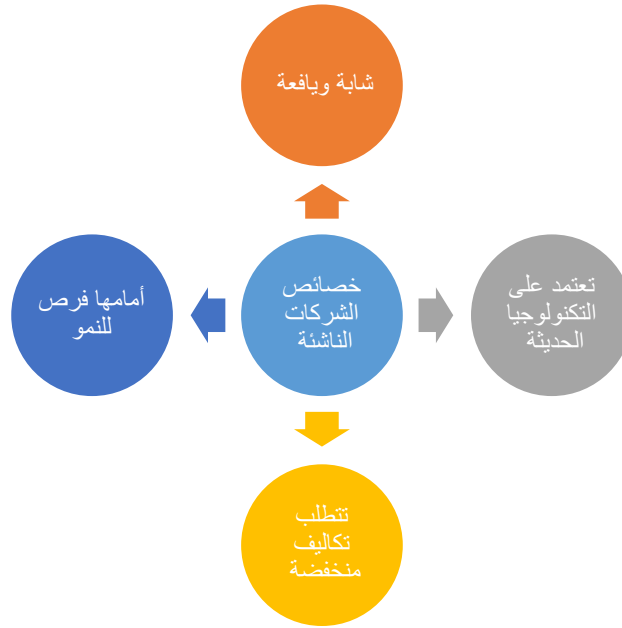 شابة ويافعة
خصائص
الشركات
الناشئة
تعتمد على
التكنولوجيا
الحديثة
أمامها فرص
للنمو
تتطلب
تكاليف
منخفضة